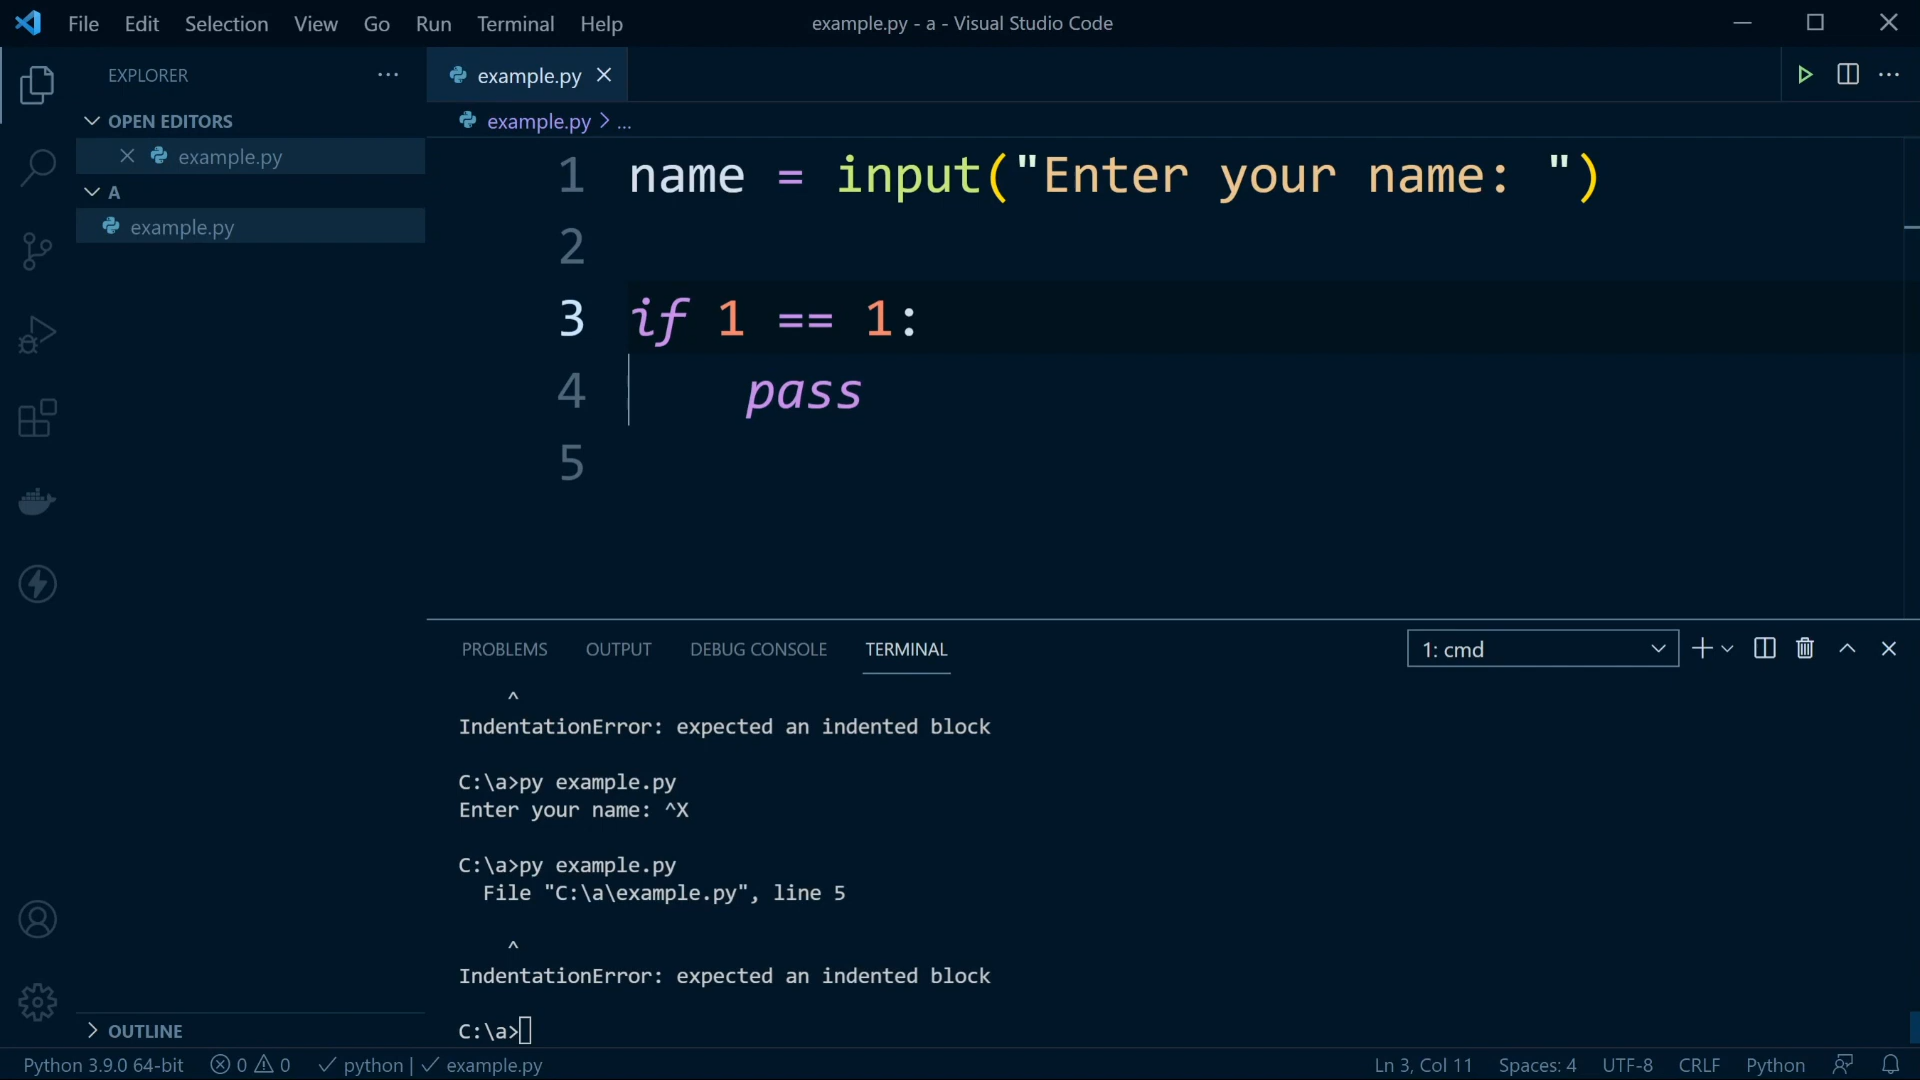 File Edit Selection View Go Run Terminal Help
example.py - a - Visual Studio Code
EXPLORER
OPEN EDITORS
example.py
A
example.py
OUTLINE
example.py
example.py > ...
1 name = input("Enter your name: ")
2
3 if 1 == 1:
4     pass
5
PROBLEMS OUTPUT DEBUG CONSOLE TERMINAL
1: cmd
^
IndentationError: expected an indented block
C:\a>py example.py
Enter your name: ^X
C:\a>py example.py
File "C:\a\example.py", line 5
^
IndentationError: expected an indented block
C:\a>
Python 3.9.0 64-bit 0 0 python | example.py
Ln 3, Col 11 Spaces: 4 UTF-8 CRLF Python